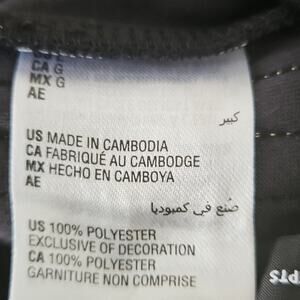 CA G
MX G
AE
كبير
US MADE IN CAMBODIA
CA FABRIQUÉ AU CAMBODGE
MX HECHO EN CAMBOYA
AE
صُنع في كمبوديا
US 100% POLYESTER
EXCLUSIVE OF DECORATION
CA 100% POLYESTER
GARNITURE NON COMPRISE